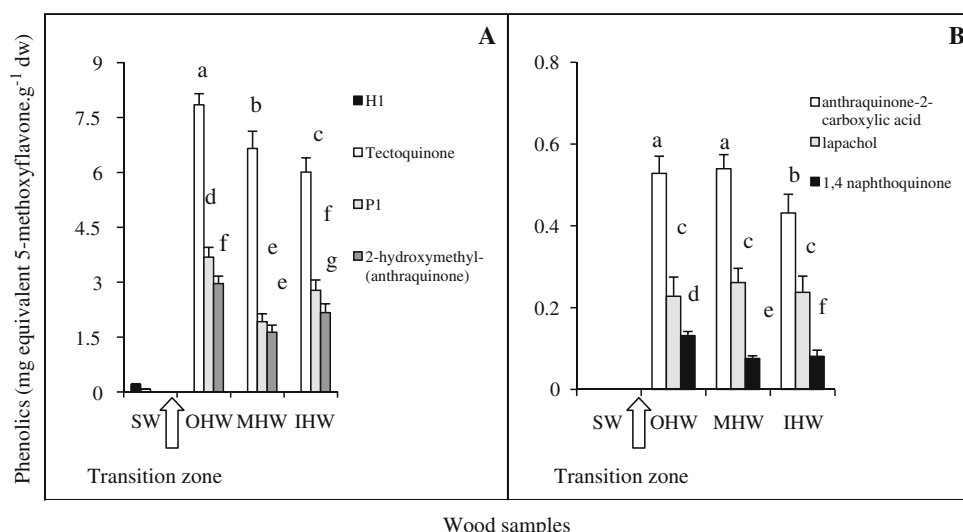 Phenolics (mg equivalent 5-methoxyflavone.g⁻¹ dw)
A
9
7.5
6
4.5
3
1.5
0
a
b
c
d
f
f
e
e
g
H1
Tectoquinone
P1
2-hydroxymethyl-
(anthraquinone)
SW OHW MHW IHW
Transition zone
B
0.8
0.6
0.4
0.2
0
a
a
b
c
c
c
d
e
f
anthraquinone-2-
carboxylic acid
lapachol
1,4 naphthoquinone
SW OHW MHW IHW
Transition zone
Wood samples